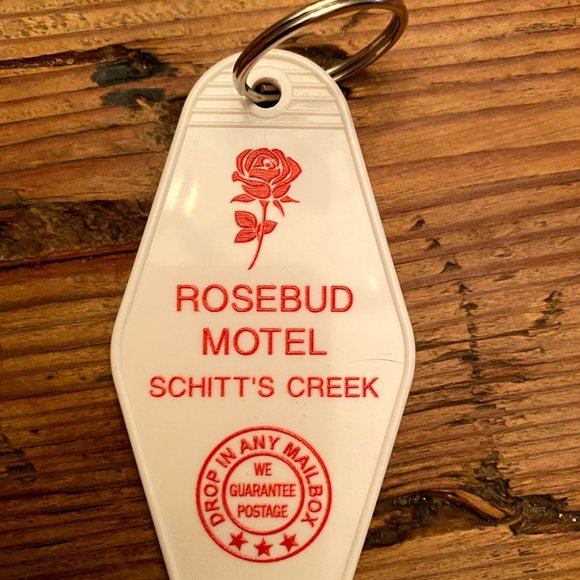 ROSEBUD
MOTEL
SCHITT'S CREEK
DROP IN ANY MAILBOX
WE
GUARANTEE
POSTAGE